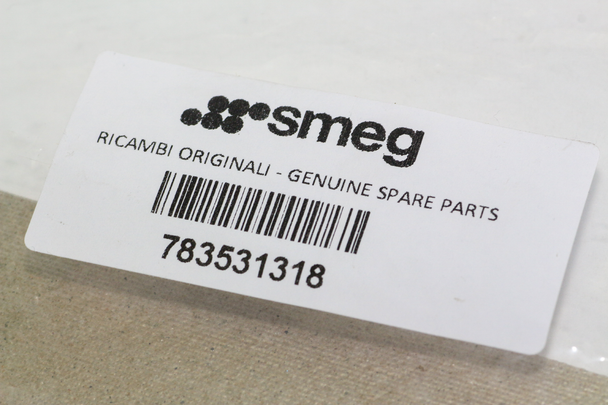 smeg
RICAMBI ORIGINALI - GENUINE SPARE PARTS
783531318